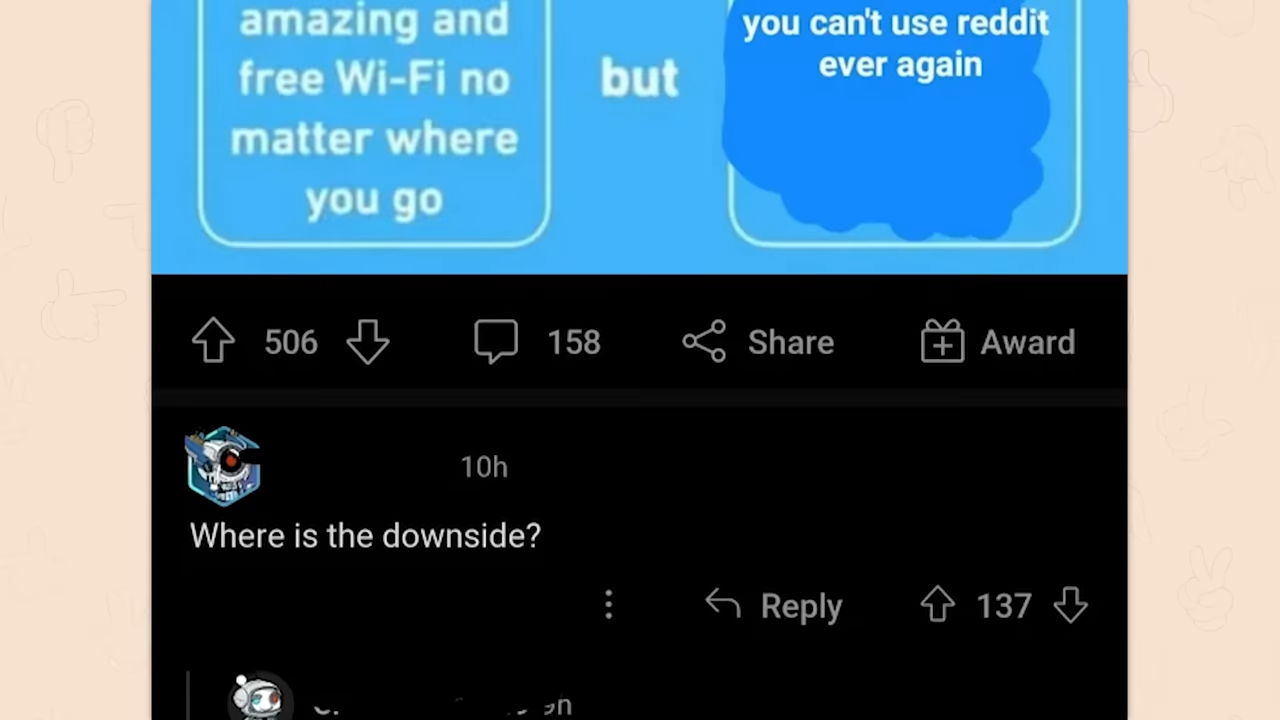 amazing and
free Wi-Fi no
matter where
you go
but
you can't use reddit
ever again
506
158
Share
Award
10h
Where is the downside?
Reply
137
9h